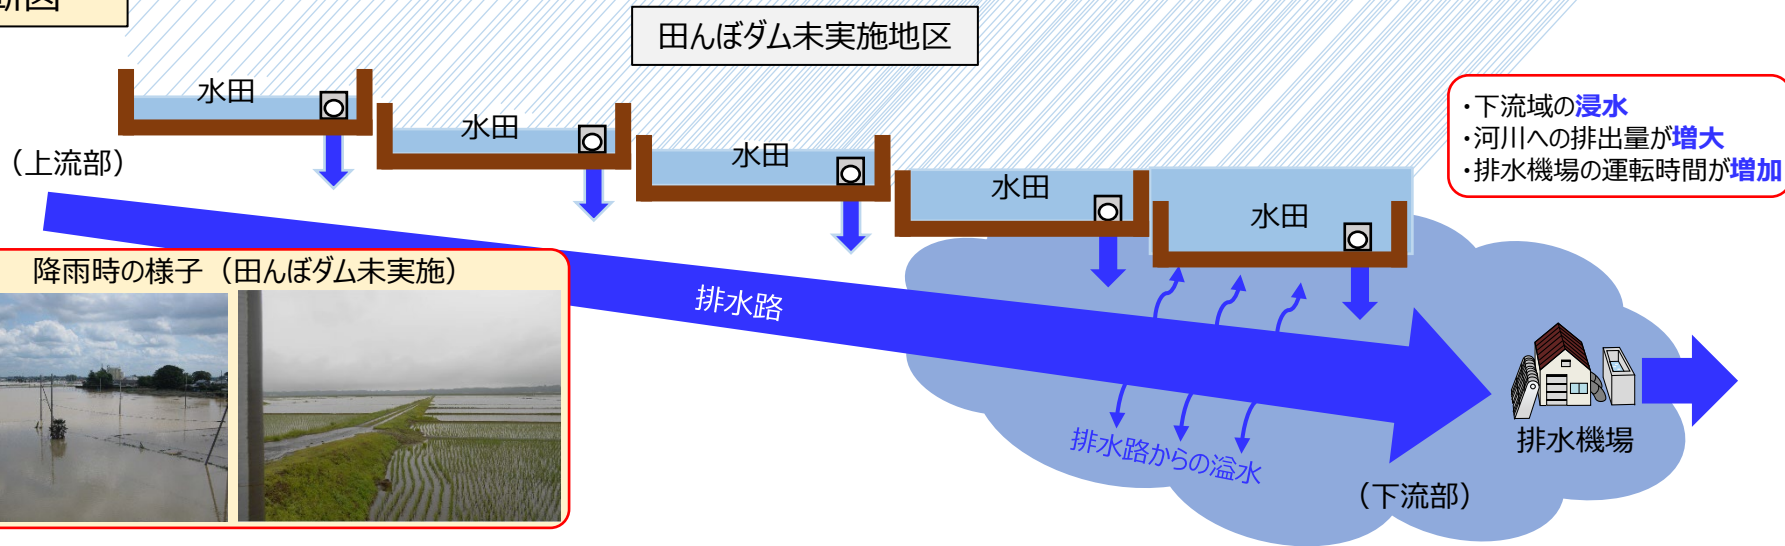 断図
田んぼダム未実施地区
水田
水田
水田
水田
水田
・下流域の浸水
・河川への排出量が増大
・排水機場の運転時間が増加
（上流部）
降雨時の様子（田んぼダム未実施）
排水路
排水路からの溢水
排水機場
（下流部）